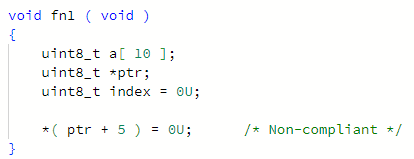 void fn1 ( void )
{
uint8_t a[ 10 ];
uint8_t *ptr;
uint8_t index = 0U;
*( ptr + 5 ) = 0U; /* Non-compliant */
}